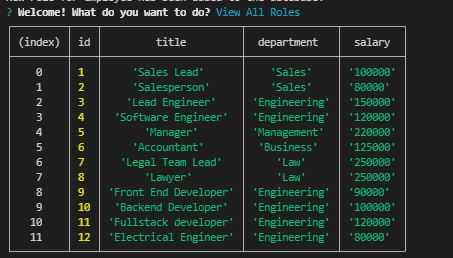 ? Welcome! What do you want to do? View All Roles
(index) id title department salary
0 1 'Sales Lead' 'Sales' '100000'
1 2 'Salesperson' 'Sales' '80000'
2 3 'Lead Engineer' 'Engineering' '150000'
3 4 'Software Engineer' 'Engineering' '120000'
4 5 'Manager' 'Management' '220000'
5 6 'Accountant' 'Business' '125000'
6 7 'Legal Team Lead' 'Law' '250000'
7 8 'Lawyer' 'Law' '250000'
8 9 'Front End Developer' 'Engineering' '90000'
9 10 'Backend Developer' 'Engineering' '100000'
10 11 'Fullstack developer' 'Engineering' '120000'
11 12 'Electrical Engineer' 'Engineering' '80000'